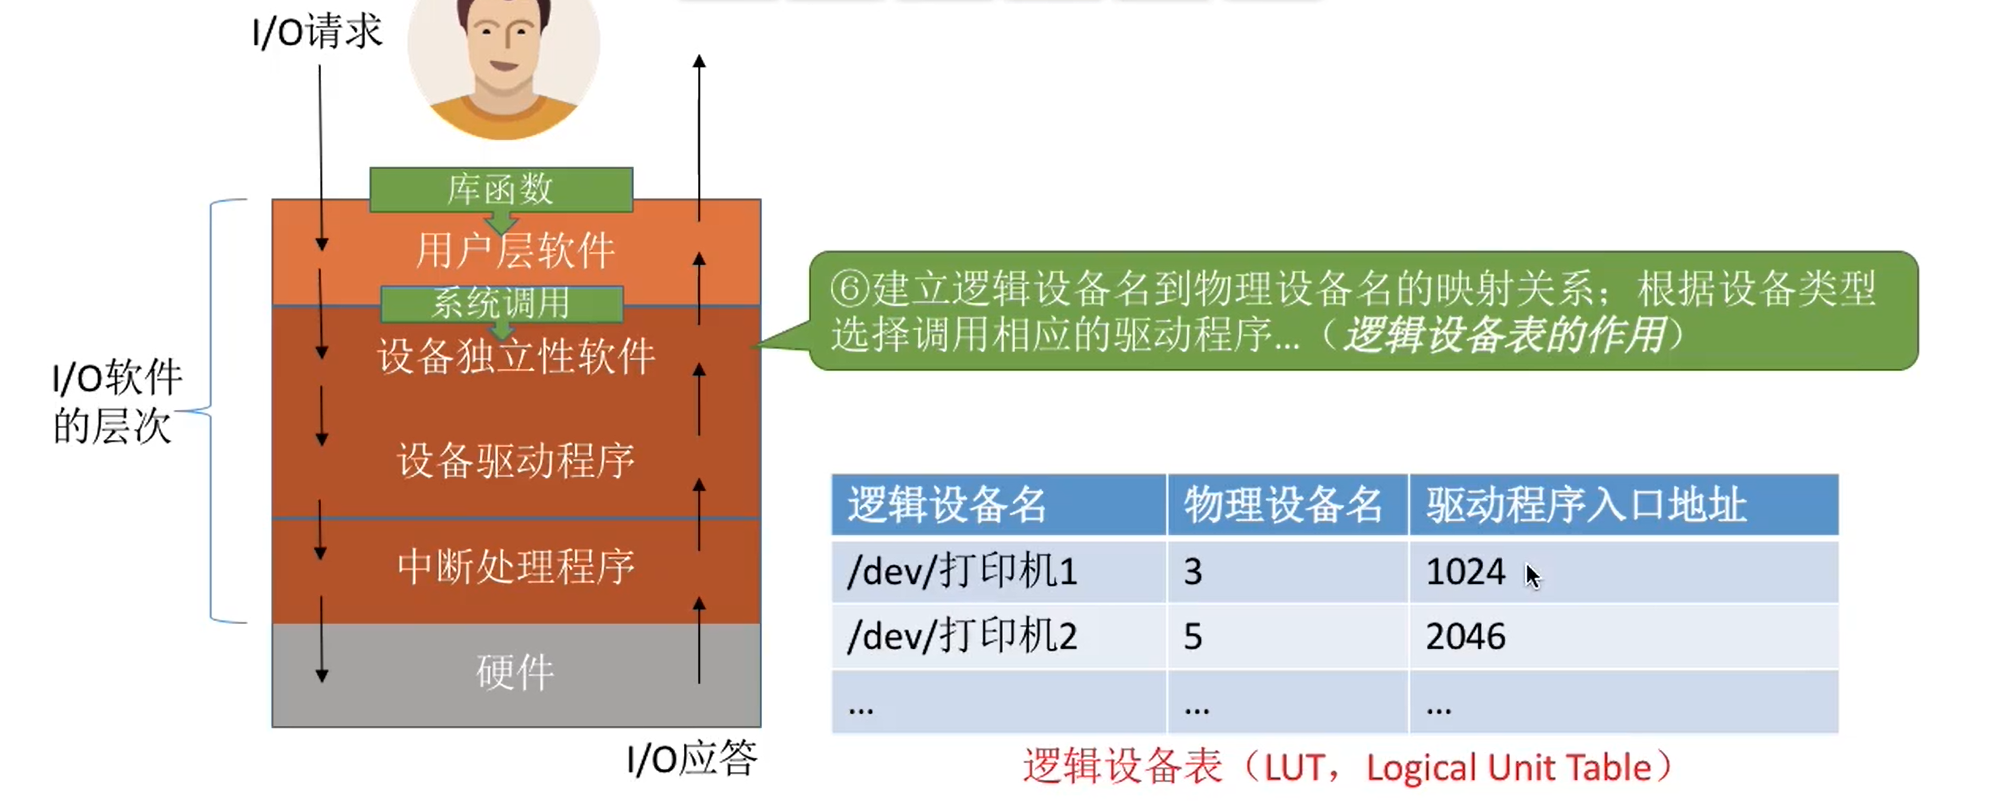 I/O请求
库函数
用户层软件
系统调用
设备独立性软件
设备驱动程序
中断处理程序
硬件
I/O应答
I/O软件
的层次
⑥建立逻辑设备名到物理设备名的映射关系；根据设备类型
选择调用相应的驱动程序...（逻辑设备表的作用）
逻辑设备名 物理设备名 驱动程序入口地址
/dev/打印机1 3 1024
/dev/打印机2 5 2046
... ... ...
逻辑设备表（LUT，Logical Unit Table）